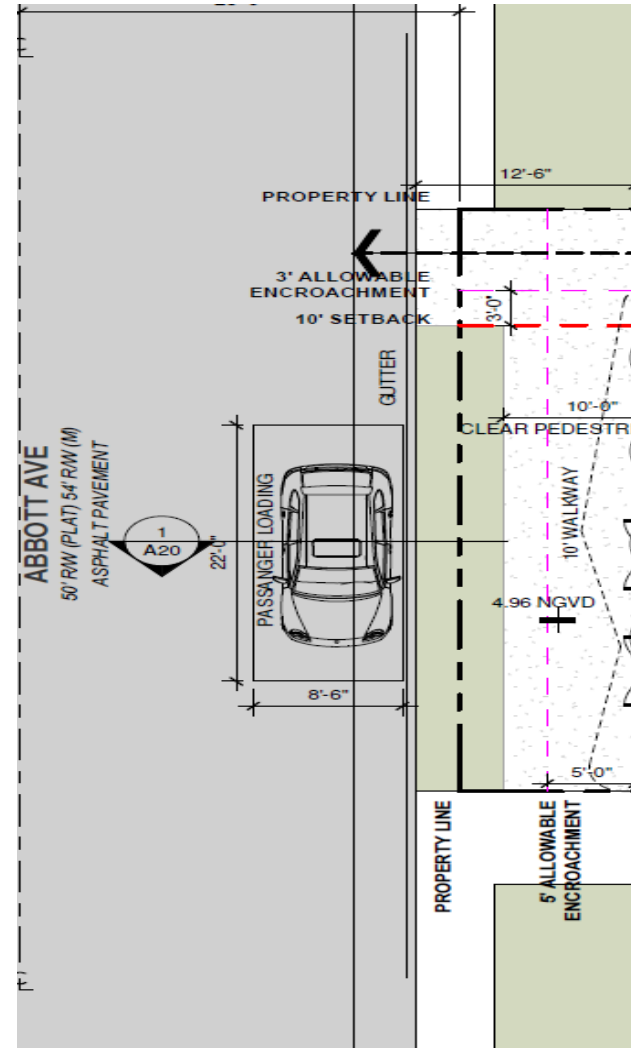 12'-6"
PROPERTY LINE
3' ALLOWABLE
ENCROACHMENT
3'-0"
10' SETBACK
GUTTER
10'-0"
CLEAR PEDESTR
ABBOTT AVE
50' R/W (PLAT) 54' R/W (M)
ASPHALT PAVEMENT
1
A20
22'-0"
PASSANGER LOADING
10' WALKWAY
4.96 NGVD
8'-6"
5'-0"
PROPERTY LINE
5' ALLOWABLE
ENCROACHMENT